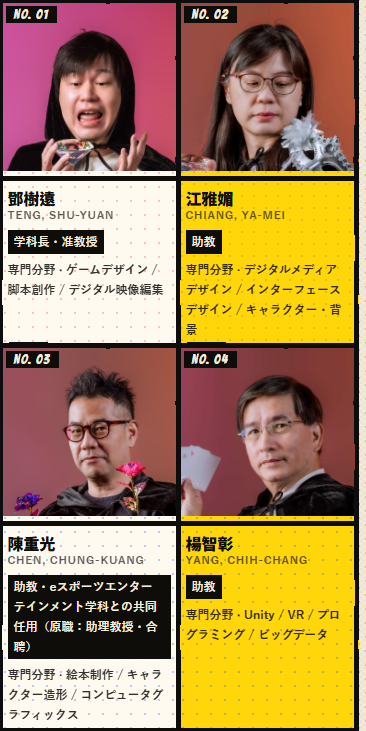 NO. 01
鄧樹遠
TENG, SHU-YUAN
学科長・准教授
専門分野・ゲームデザイン /
脚本創作 / デジタル映像編集
NO. 02
江雅媚
CHIANG, YA-MEI
助教
専門分野・デジタルメディア
デザイン / インターフェース
デザイン / キャラクター・背
景
NO. 03
陳重光
CHEN, CHUNG-KUANG
助教・eスポーツエンター
テインメント学科との共同
任用（原職：助理教授・合
聘）
専門分野・絵本制作 / キャラ
クター造形 / コンピュータグ
ラフィックス
NO. 04
楊智彰
YANG, CHIH-CHANG
助教
専門分野・Unity / VR / プロ
グラミング / ビッグデータ